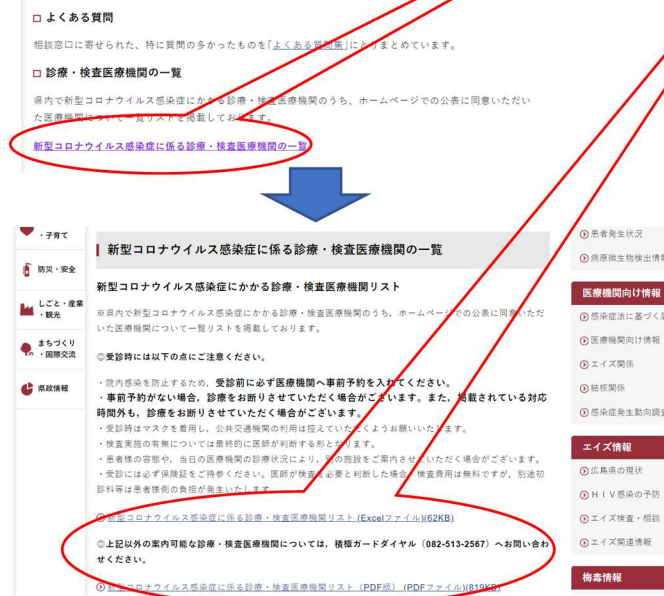 □ よくある質問
相談窓口に寄せられた、特に質問の多かったものを「よくある質問集」にとりまとめています。
□ 診療・検査医療機関の一覧
県内で新型コロナウイルス感染症にかかる診療・検査医療機関のうち、ホームページでの公表に同意いただい
た医療機関について一覧リストを掲載しております。
新型コロナウイルス感染症に係る診療・検査医療機関の一覧
・子育て
防災・安全
しごと・産業
・観光
まちづくり
・国際交流
県政情報
新型コロナウイルス感染症に係る診療・検査医療機関の一覧
新型コロナウイルス感染症にかかる診療・検査医療機関リスト
※県内で新型コロナウイルス感染症にかかる診療・検査医療機関のうち、ホームページでの公表に同意いただ
いた医療機関について一覧リストを掲載しております。
◎受診時には以下の点にご注意ください。
・院内感染を防止するため、受診前に必ず医療機関へ事前予約を入れてください。
・事前予約がない場合、診療をお断りさせていただく場合がございます。また、掲載されている対応
時間外も、診療をお断りさせていただく場合がございます。
・受診時はマスクを着用し、公共交通機関の利用は控えていただくようお願いいたします。
・検査実施の有無については最終的に医師が判断する形となります。
・患者様の容態や、当日の医療機関の診療状況により、別の施設をご案内させていただく場合がございます。
・受診には必ず保険証をご持参ください。医師が検査を必要と判断した場合、検査費用は無料ですが、別途初
診料等は患者様側の負担が発生いたします。
新型コロナウイルス感染症に係る診療・検査医療機関リスト (Excelファイル)(62KB)
◎上記以外の案内可能な診療・検査医療機関については、積極ガードダイヤル（082-513-2567）へお問い合わ
せください。
新型コロナウイルス感染症に係る診療・検査医療機関リスト（PDF版） (PDFファイル)(819KB)
患者発生状況
病原微生物検出情報
医療機関向け情報
感染症法に基づく
医療機関向け情報
エイズ関係
結核関係
感染症発生動向調査
エイズ情報
広島県の現状
ＨＩＶ感染の予防
エイズ検査・相談
エイズ関連情報
梅毒情報